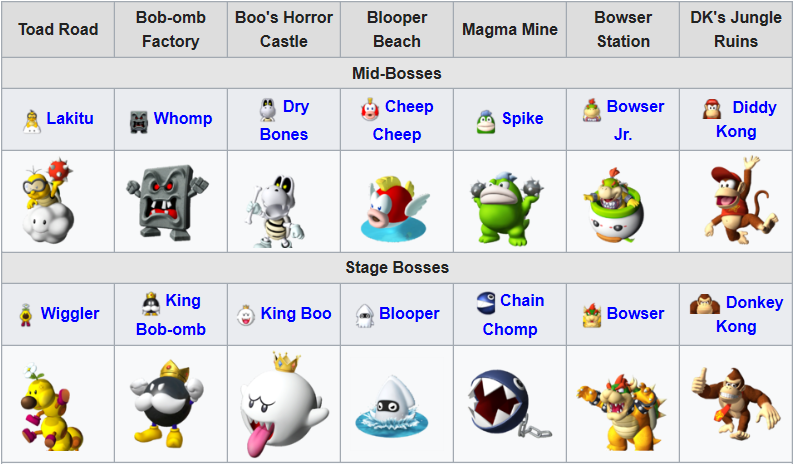 Toad Road
Bob-omb
Factory
Boo's Horror
Castle
Blooper
Beach
Magma Mine
Bowser
Station
DK's Jungle
Ruins
Mid-Bosses
Lakitu
Whomp
Dry
Bones
Cheep
Cheep
Spike
Bowser
Jr.
Diddy
Kong
Stage Bosses
Wiggler
King
Bob-omb
King Boo
Blooper
Chain
Chomp
Bowser
Donkey
Kong